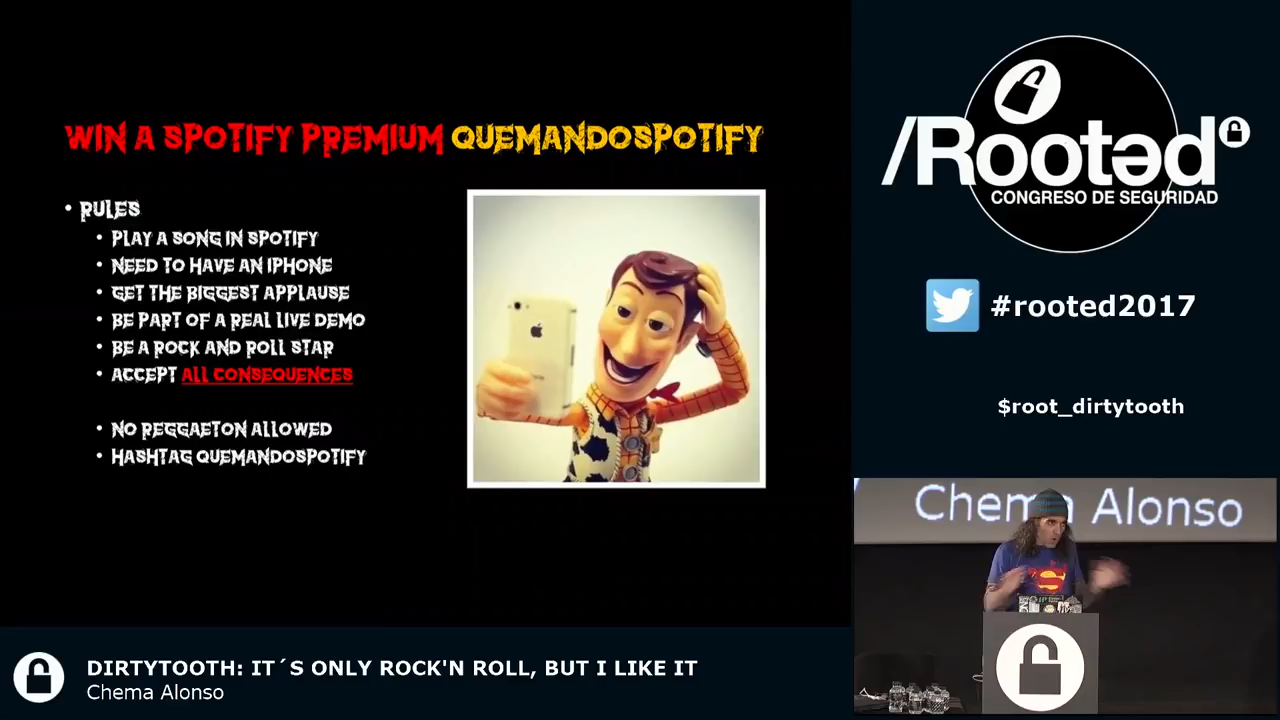 WIN A SPOTIFY PREMIUM QUEMANDOSPOTIFY
• RULES
• PLAY A SONG IN SPOTIFY
• NEED TO HAVE AN IPHONE
• GET THE BIGGEST APPLAUSE
• BE PART OF A REAL LIVE DEMO
• BE A ROCK AND ROLL STAR
• ACCEPT ALL CONSEQUENCES
• NO REGGAETON ALLOWED
• HASHTAG QUEMANDOSPOTIFY
/Rootəd
CONGRESO DE SEGURIDAD
#rooted2017
$root_dirtytooth
Chema Alonso
DIRTYTOOTH: IT´S ONLY ROCK'N ROLL, BUT I LIKE IT
Chema Alonso